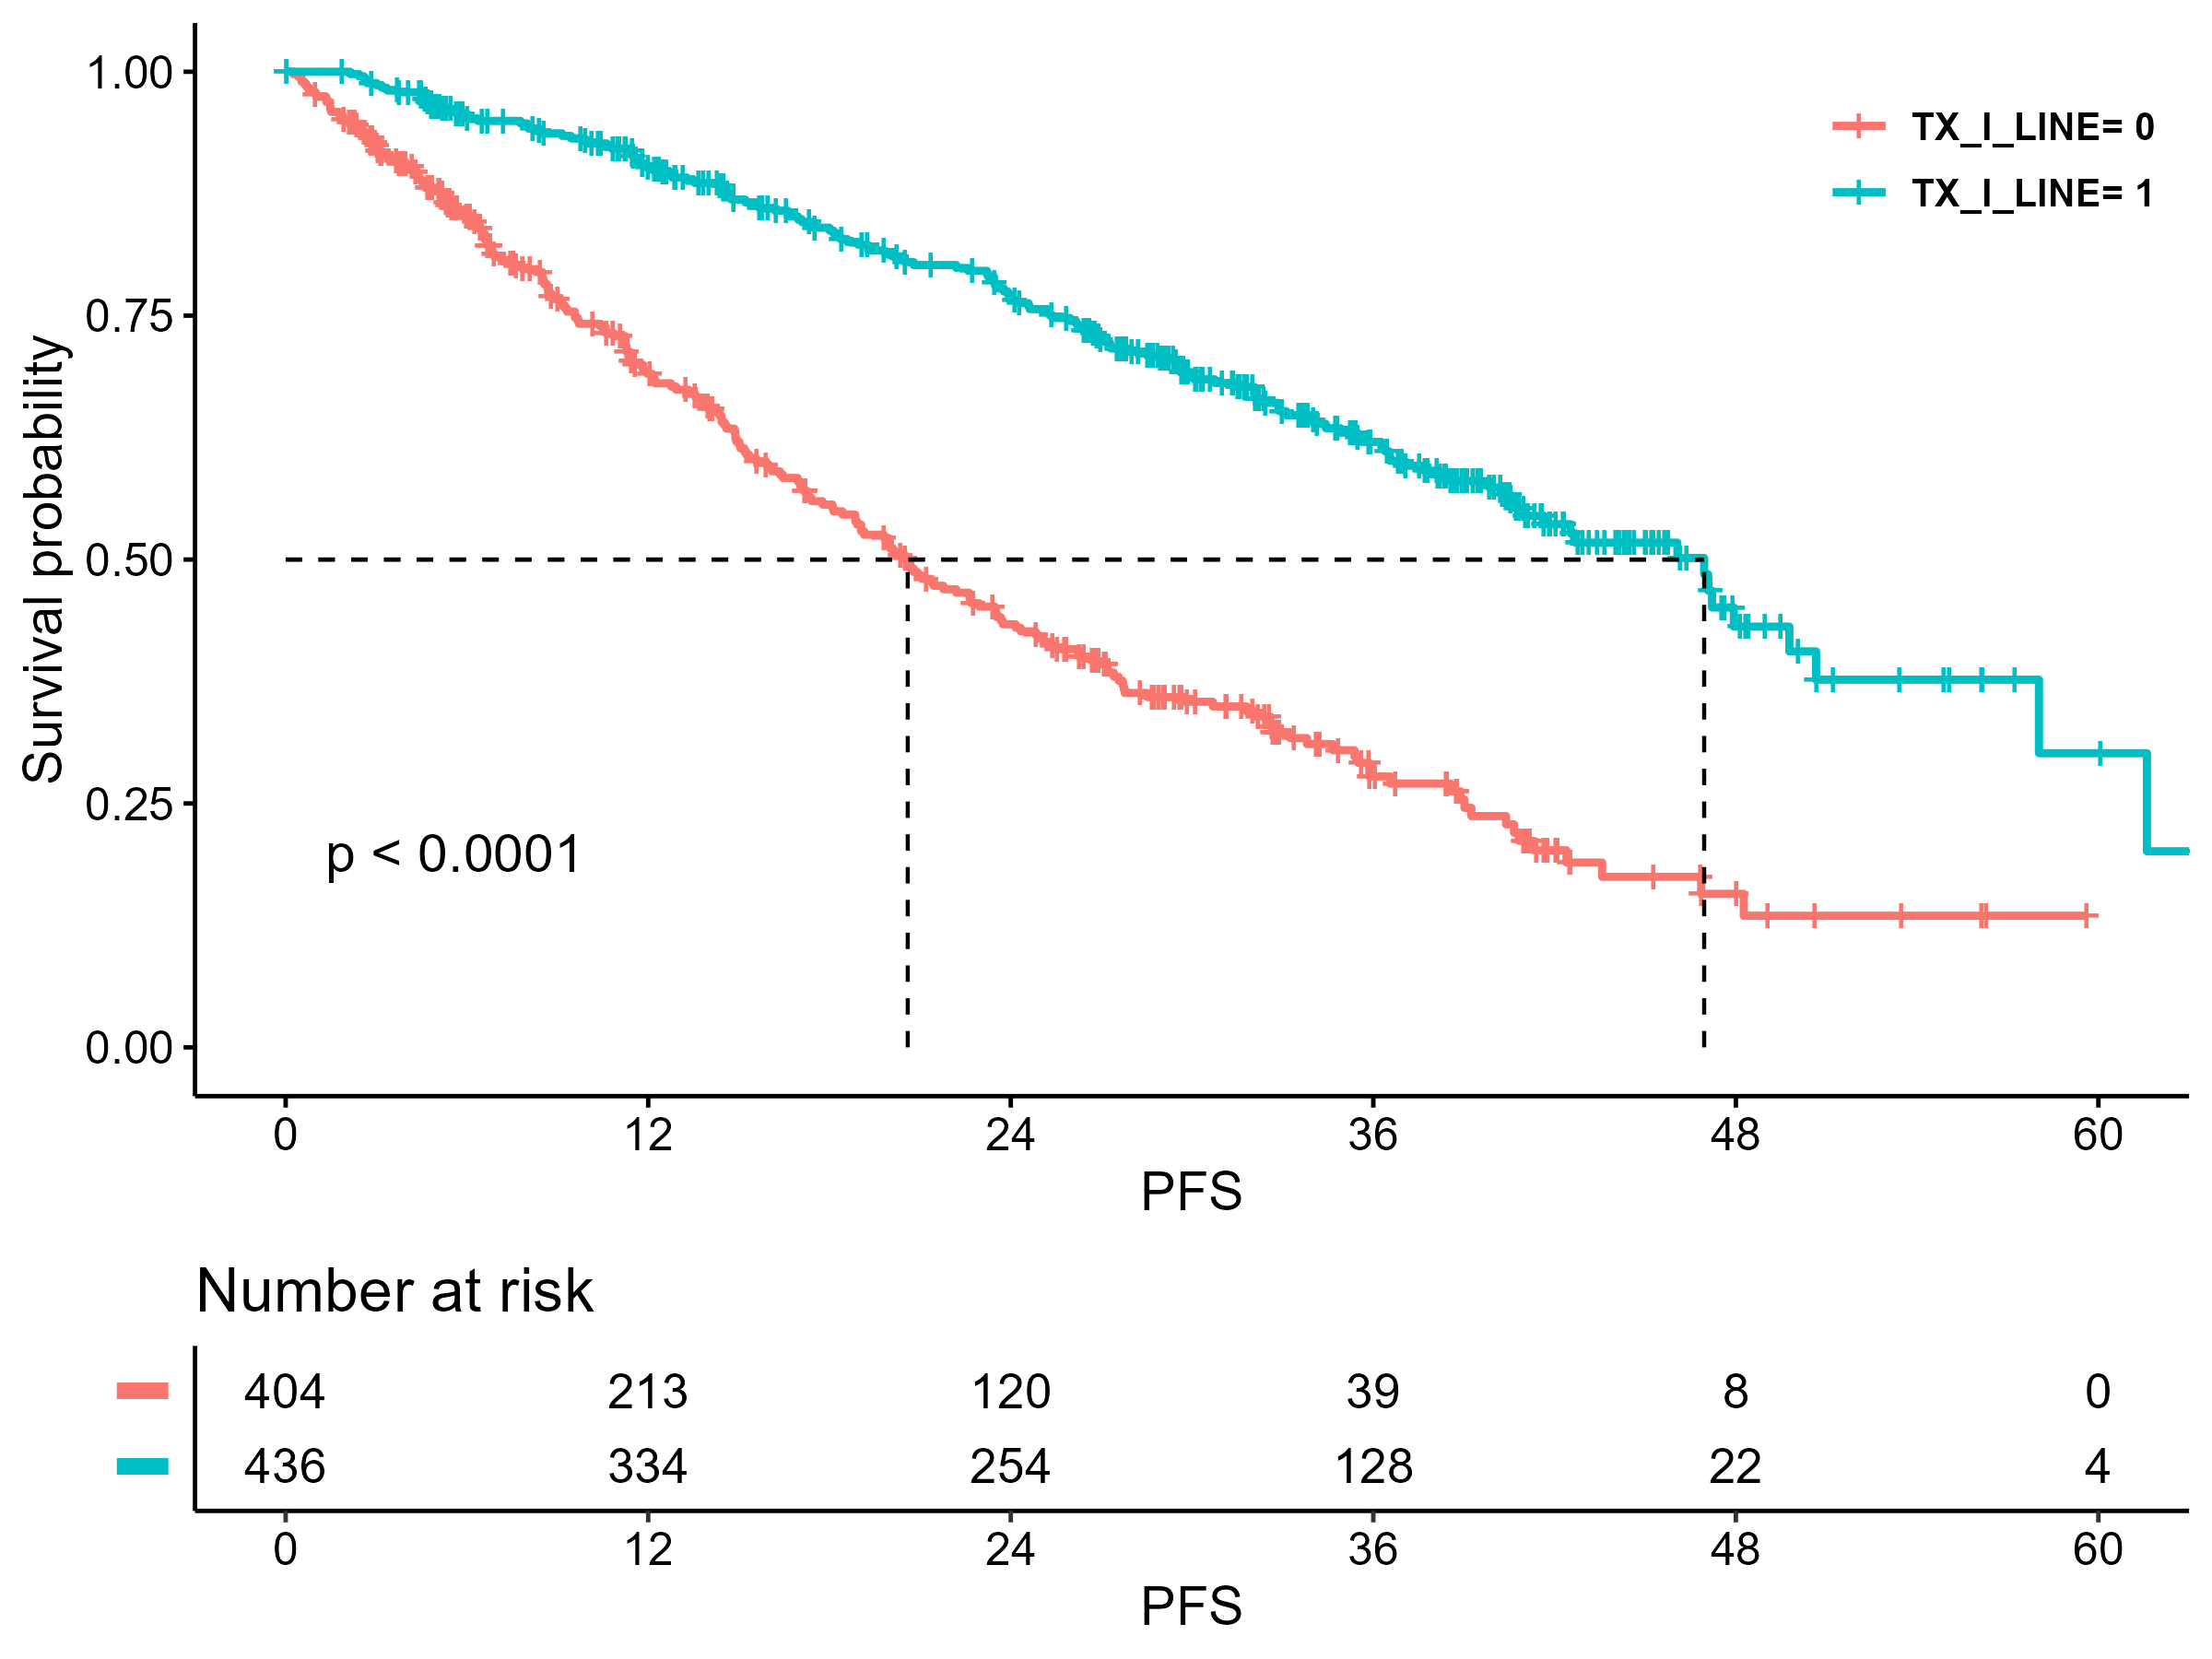 1.00
0.75
0.50
0.25
0.00
Survival probability
TX_I_LINE= 0
TX_I_LINE= 1
p < 0.0001
0 12 24 36 48 60
PFS
Number at risk
404 213 120 39 8 0
436 334 254 128 22 4
0 12 24 36 48 60
PFS